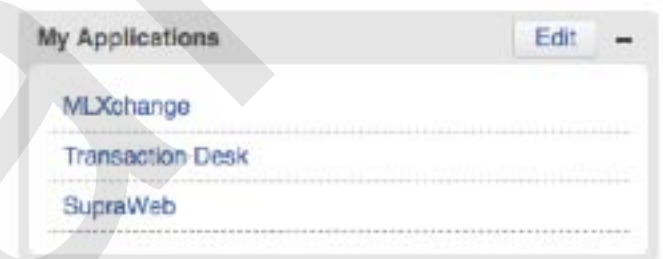 My Applications Edit –
MLXchange
Transaction Desk
SupraWeb